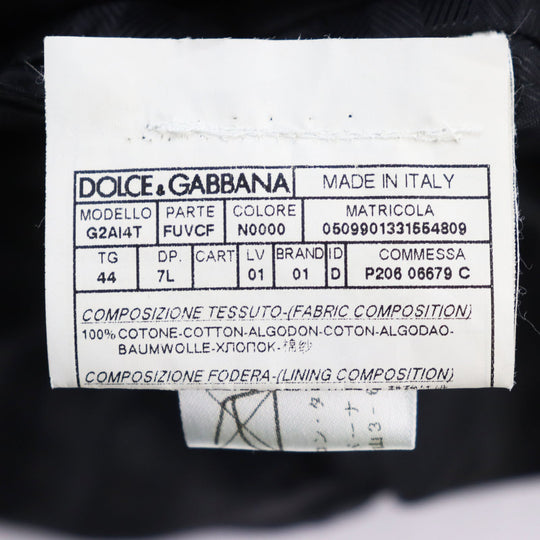 DOLCE & GABBANA MADE IN ITALY
MODELLO PARTE COLORE MATRICOLA
G2AI4T FUVCF N0000 0509901331554809
TG DP. CART LV BRAND ID COMMESSA
44 7L 01 01 D P206 06679 C
COMPOSIZIONE TESSUTO-(FABRIC COMPOSITION)
100% COTONE-COTTON-ALGODON-COTON-ALGODAO-
BAUMWOLLE-ХЛОПОК-棉纱
COMPOSIZIONE FODERA-(LINING COMPOSITION)